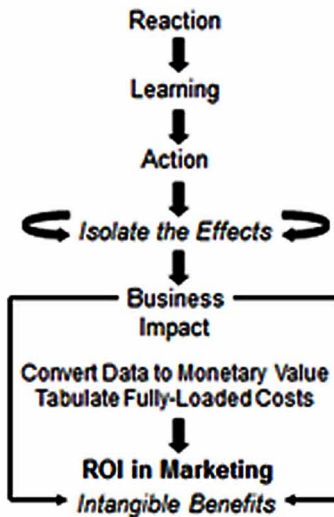 Reaction
Learning
Action
Isolate the Effects
Business
Impact
Convert Data to Monetary Value
Tabulate Fully-Loaded Costs
ROI in Marketing
Intangible Benefits